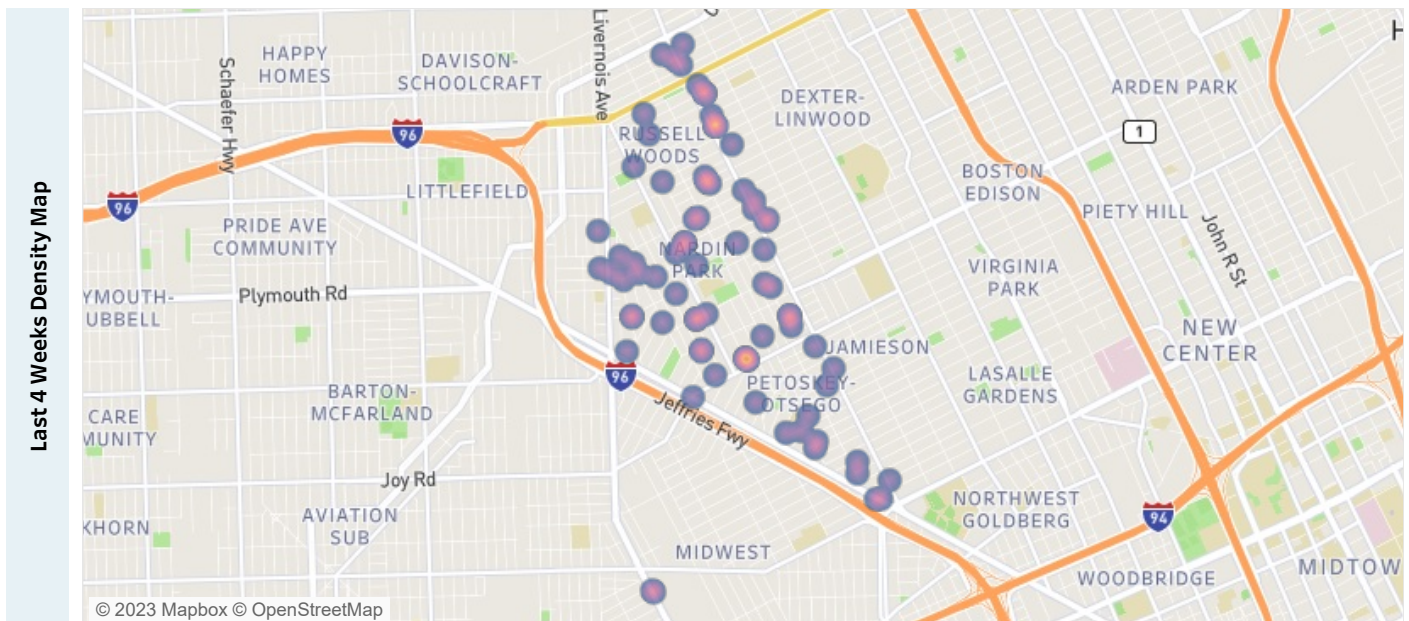 Last 4 Weeks Density Map
HAPPY
HOMES
DAVISON-
SCHOOLCRAFT
Schaefer Hwy
Livernois Ave
96
96
LITTLEFIELD
PRIDE AVE
COMMUNITY
YMOUTH-
UBBELL
Plymouth Rd
RUSSELL
WOODS
DEXTER-
LINWOOD
ARDEN PARK
H
1
BOSTON
EDISON
PIETY HILL
John R St
NARDIN
PARK
VIRGINIA
PARK
NEW
CENTER
JAMIESON
LASALLE
GARDENS
PETOSKEY-
OTSEGO
96
Jeffries Fwy
BARTON-
MCFARLAND
CARE
MUNITY
Joy Rd
AVIATION
SUB
KHORN
NORTHWEST
GOLDBERG
94
MIDWEST
WOODBRIDGE
MIDTOW
© 2023 Mapbox © OpenStreetMap